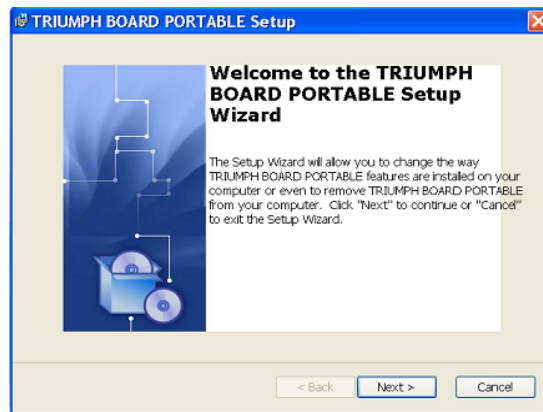 TRIUMPH BOARD PORTABLE Setup
Welcome to the TRIUMPH
BOARD PORTABLE Setup
Wizard
The Setup Wizard will allow you to change the way
TRIUMPH BOARD PORTABLE features are installed on your
computer or even to remove TRIUMPH BOARD PORTABLE
from your computer. Click "Next" to continue or "Cancel"
to exit the Setup Wizard.
< Back Next > Cancel